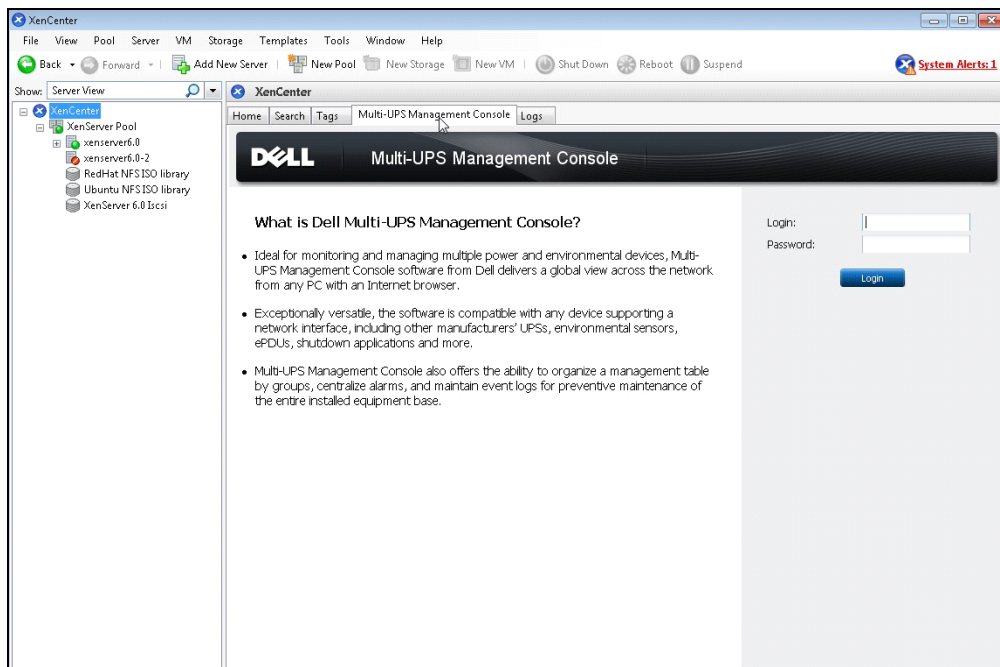 XenCenter
File View Pool Server VM Storage Templates Tools Window Help
Back Forward Add New Server New Pool New Storage New VM Shut Down Reboot Suspend System Alerts: 1
Show: Server View
XenCenter
XenServer Pool
xenserver6.0
xenserver6.0-2
RedHat NFS ISO library
Ubuntu NFS ISO library
XenServer 6.0 Iscsi
XenCenter
Home Search Tags Multi-UPS Management Console Logs
DELL Multi-UPS Management Console
What is Dell Multi-UPS Management Console?
• Ideal for monitoring and managing multiple power and environmental devices, Multi-
UPS Management Console software from Dell delivers a global view across the network
from any PC with an Internet browser.
• Exceptionally versatile, the software is compatible with any device supporting a
network interface, including other manufacturers' UPSs, environmental sensors,
ePDUs, shutdown applications and more.
• Multi-UPS Management Console also offers the ability to organize a management table
by groups, centralize alarms, and maintain event logs for preventive maintenance of
the entire installed equipment base.
Login:
Password:
Login